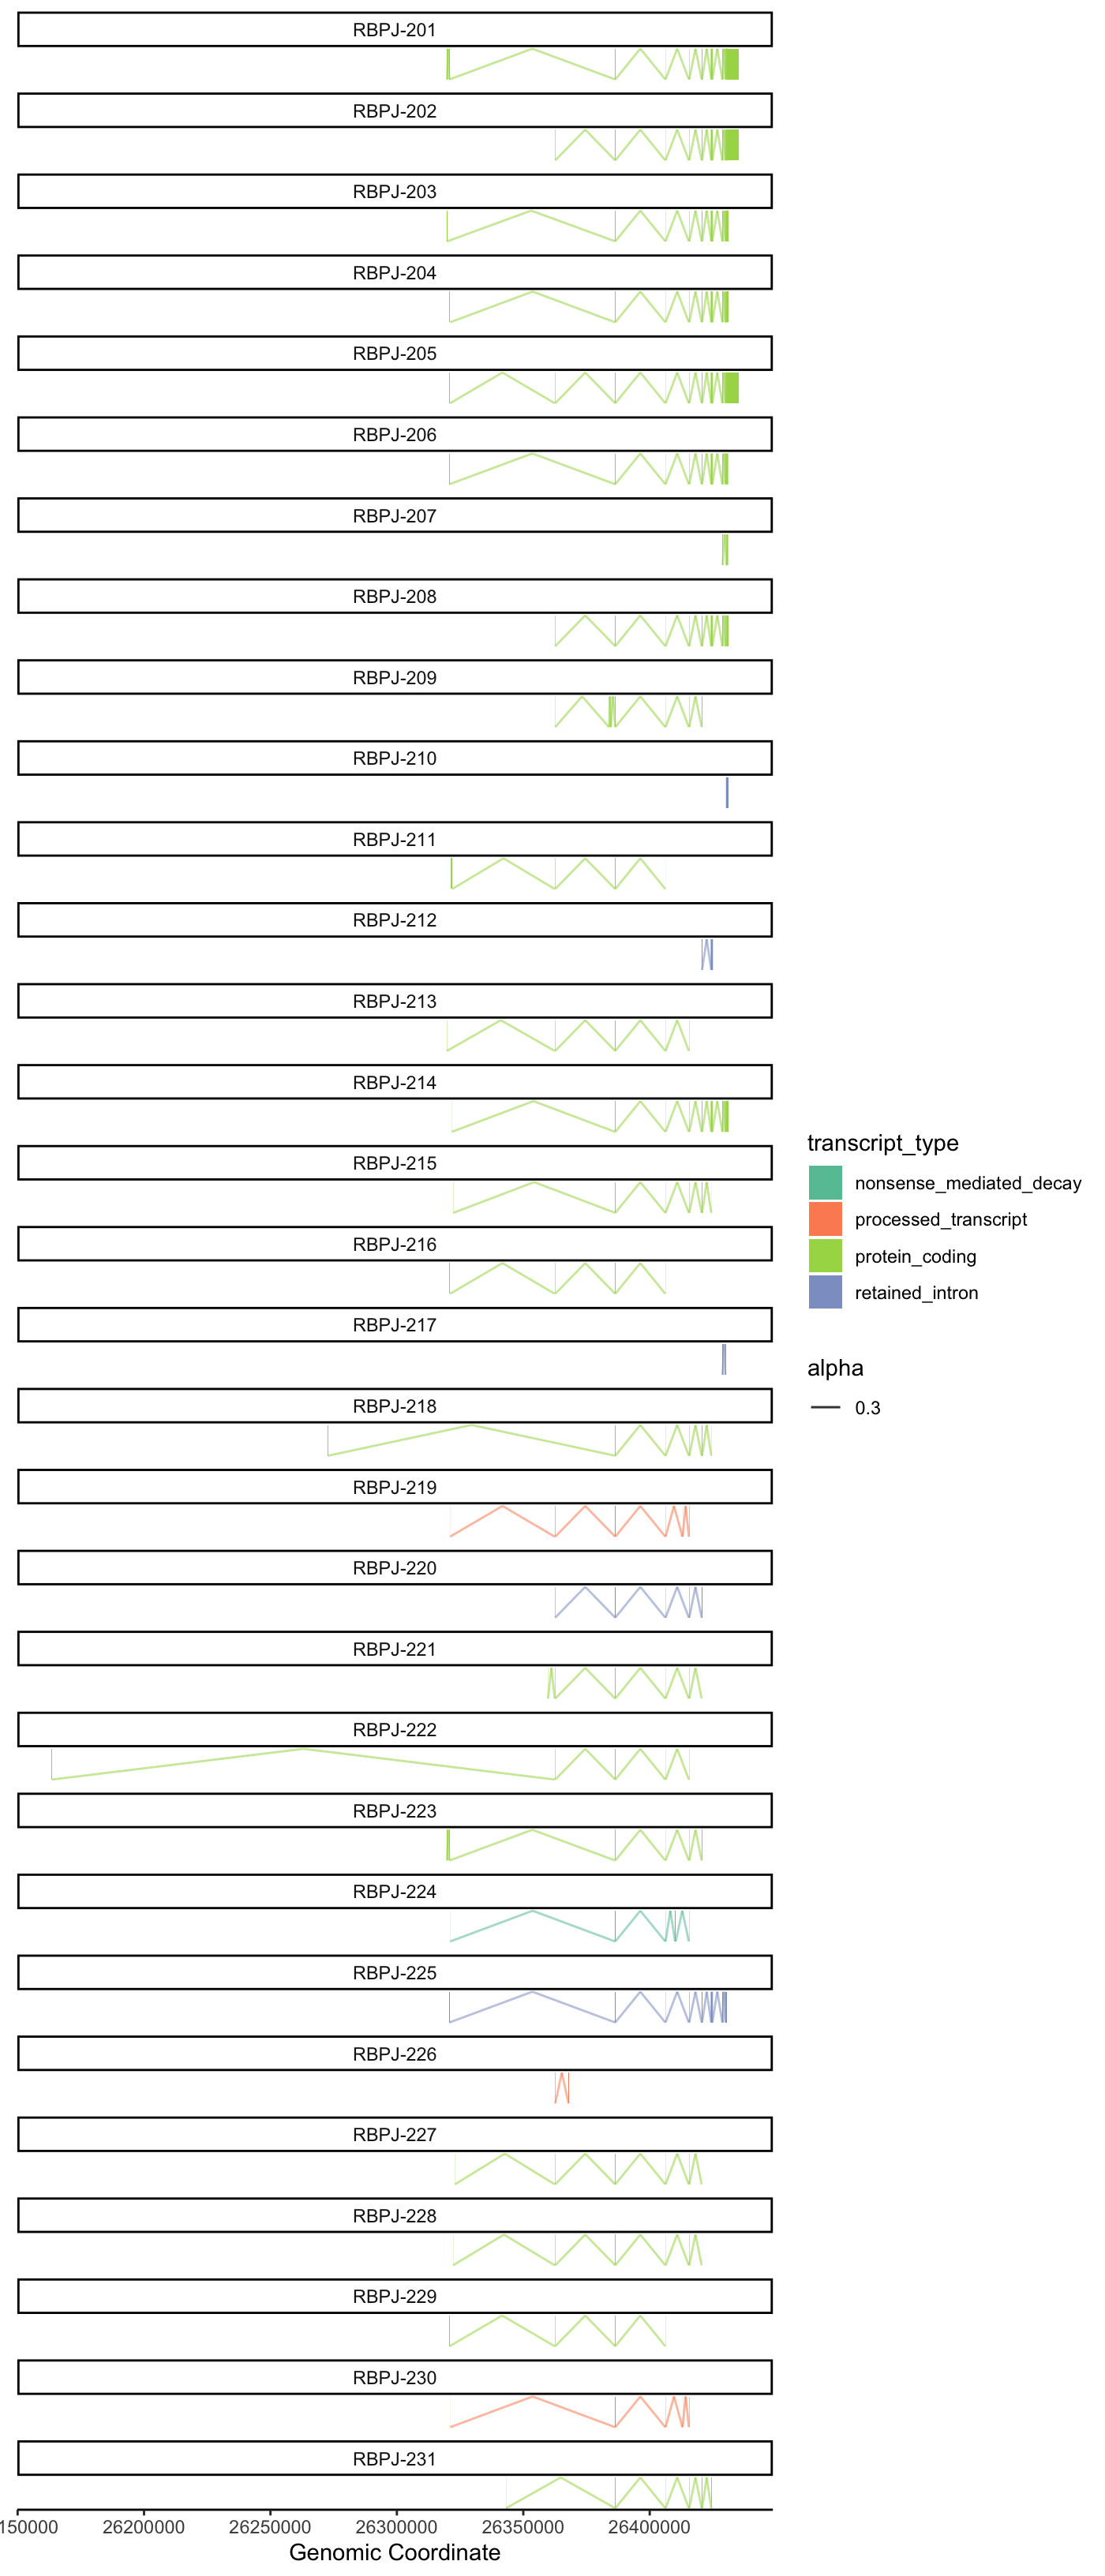 RBPJ-201
RBPJ-202
RBPJ-203
RBPJ-204
RBPJ-205
RBPJ-206
RBPJ-207
RBPJ-208
RBPJ-209
RBPJ-210
RBPJ-211
RBPJ-212
RBPJ-213
RBPJ-214
RBPJ-215
RBPJ-216
RBPJ-217
RBPJ-218
RBPJ-219
RBPJ-220
RBPJ-221
RBPJ-222
RBPJ-223
RBPJ-224
RBPJ-225
RBPJ-226
RBPJ-227
RBPJ-228
RBPJ-229
RBPJ-230
RBPJ-231
150000 26200000 26250000 26300000 26350000 26400000
Genomic Coordinate
transcript_type
nonsense_mediated_decay
processed_transcript
protein_coding
retained_intron
alpha
0.3